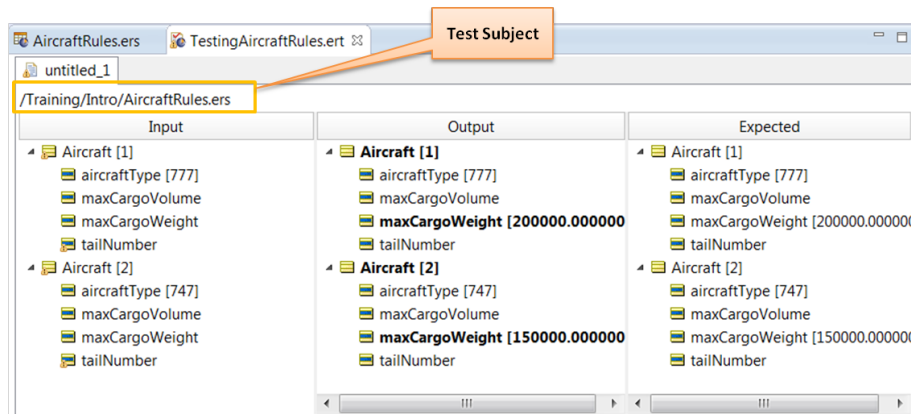 AircraftRules.ers
TestingAircraftRules.ert
Test Subject
untitled_1
/Training/Intro/AircraftRules.ers
Input
Output
Expected
Aircraft [1]
aircraftType [777]
maxCargoVolume
maxCargoWeight
tailNumber
Aircraft [2]
aircraftType [747]
maxCargoVolume
maxCargoWeight
tailNumber
Aircraft [1]
aircraftType [777]
maxCargoVolume
maxCargoWeight [200000.000000
tailNumber
Aircraft [2]
aircraftType [747]
maxCargoVolume
maxCargoWeight [150000.000000
tailNumber
Aircraft [1]
aircraftType [777]
maxCargoVolume
maxCargoWeight [200000.000000
tailNumber
Aircraft [2]
aircraftType [747]
maxCargoVolume
maxCargoWeight [150000.000000
tailNumber